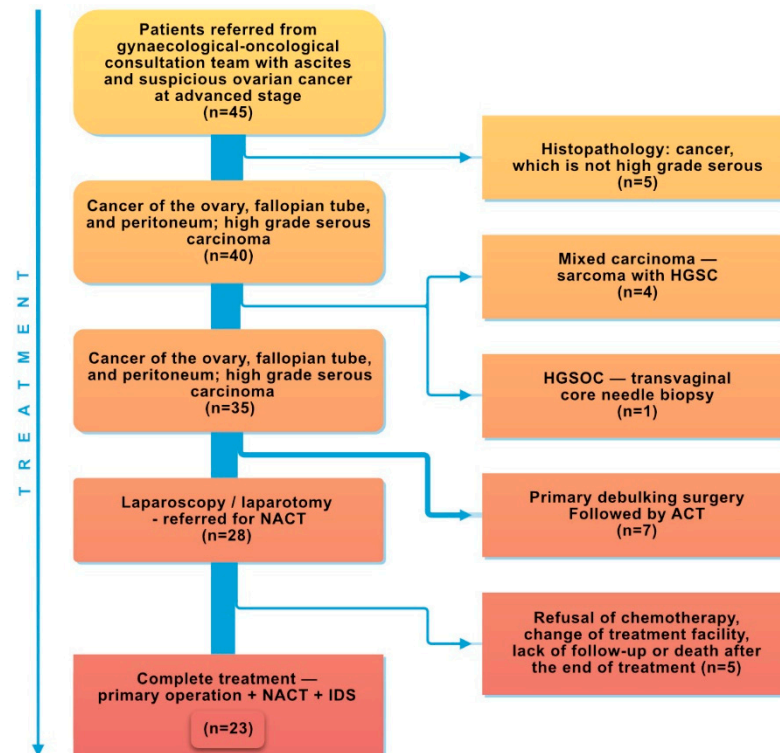 Patients referred from
gynaecological-oncological
consultation team with ascites
and suspicious ovarian cancer
at advanced stage
(n=45)
Histopathology: cancer,
which is not high grade serous
(n=5)
Cancer of the ovary, fallopian tube,
and peritoneum; high grade serous
carcinoma
(n=40)
Mixed carcinoma —
sarcoma with HGSC
(n=4)
Cancer of the ovary, fallopian tube,
and peritoneum; high grade serous
carcinoma
(n=35)
HGSOC — transvaginal
core needle biopsy
(n=1)
Laparoscopy / laparotomy
- referred for NACT
(n=28)
Primary debulking surgery
Followed by ACT
(n=7)
Refusal of chemotherapy,
change of treatment facility,
lack of follow-up or death after
the end of treatment (n=5)
Complete treatment —
primary operation + NACT + IDS
(n=23)
TREATMENT